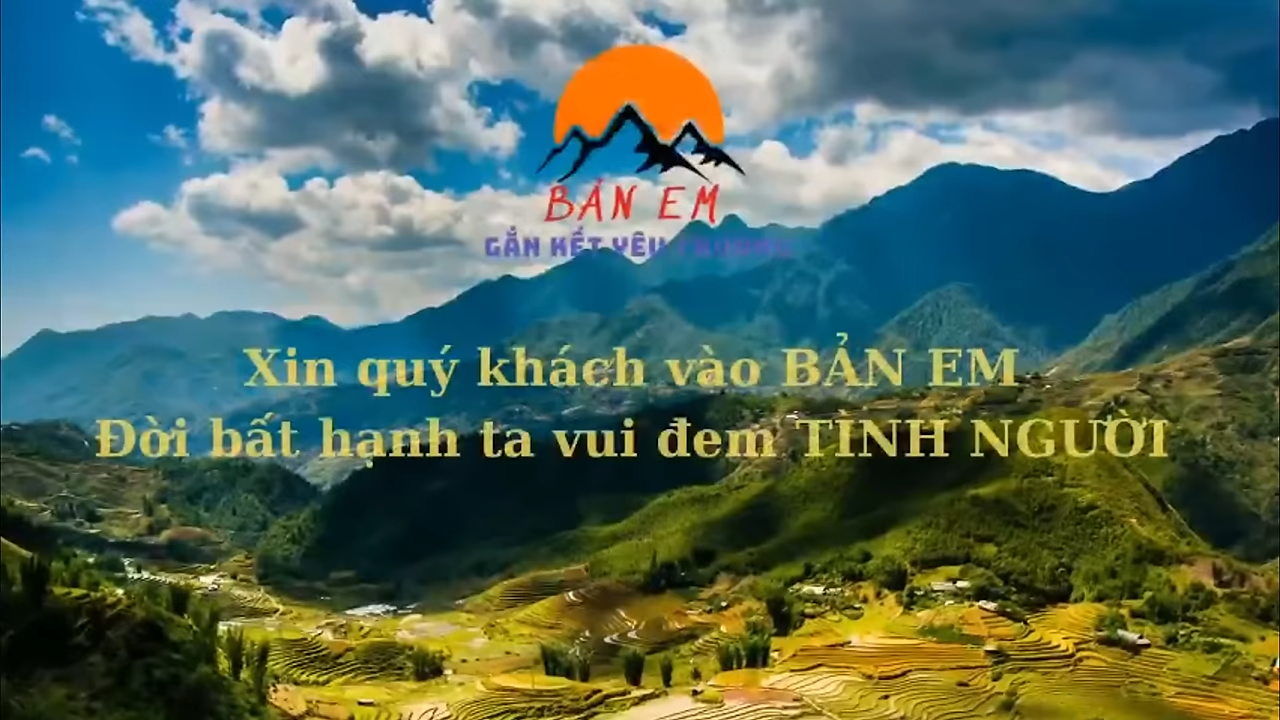 BẢN EM
GẮN KẾT YÊU
Xin quý khách vào BẢN EM
Đời bất hạnh ta vui đem TÌNH NGƯỜI